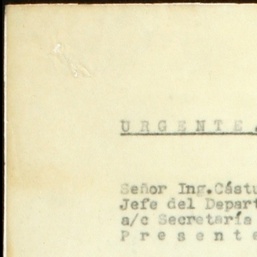 U R G E N T E
Señor Ing.Cástu
Jefe del Depart
a/c Secretaría
P r e s e n t e